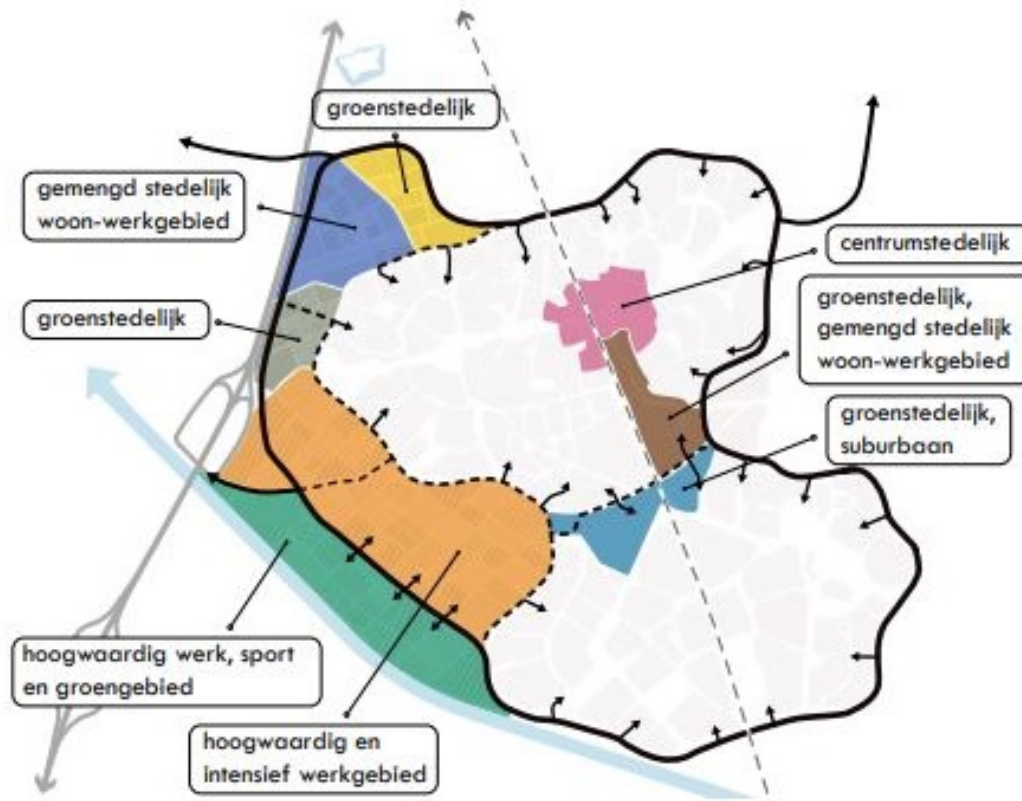 groenstedelijk
gemengd stedelijk
woon-werkgebied
groenstedelijk
centrumstedelijk
groenstedelijk,
gemengd stedelijk
woon-werkgebied
groenstedelijk,
suburbaan
hoogwaardig werk, sport
en groengebied
hoogwaardig en
intensief werkgebied